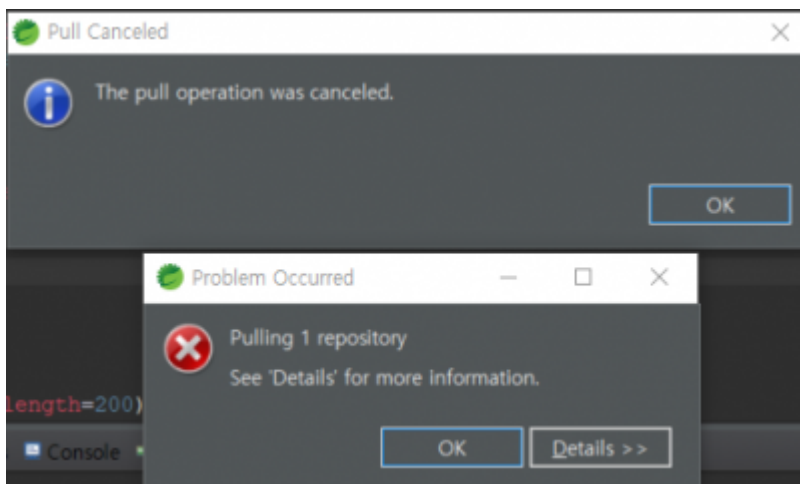 Pull Canceled
The pull operation was canceled.
OK
Problem Occurred
Pulling 1 repository
See 'Details' for more information.
length=200)
OK
Details >>
Console